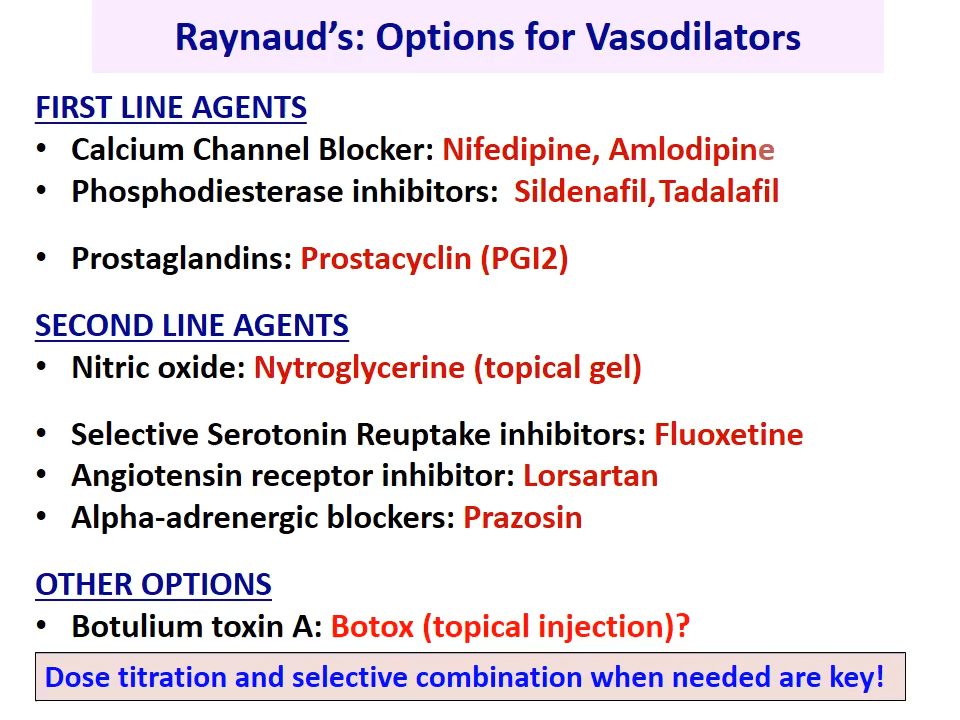 Raynaud's: Options for Vasodilators
FIRST LINE AGENTS
• Calcium Channel Blocker: Nifedipine, Amlodipine
• Phosphodiesterase inhibitors: Sildenafil, Tadalafil
• Prostaglandins: Prostacyclin (PGI2)
SECOND LINE AGENTS
• Nitric oxide: Nytroglycerine (topical gel)
• Selective Serotonin Reuptake inhibitors: Fluoxetine
• Angiotensin receptor inhibitor: Lorsartan
• Alpha-adrenergic blockers: Prazosin
OTHER OPTIONS
• Botulium toxin A: Botox (topical injection)?
Dose titration and selective combination when needed are key!